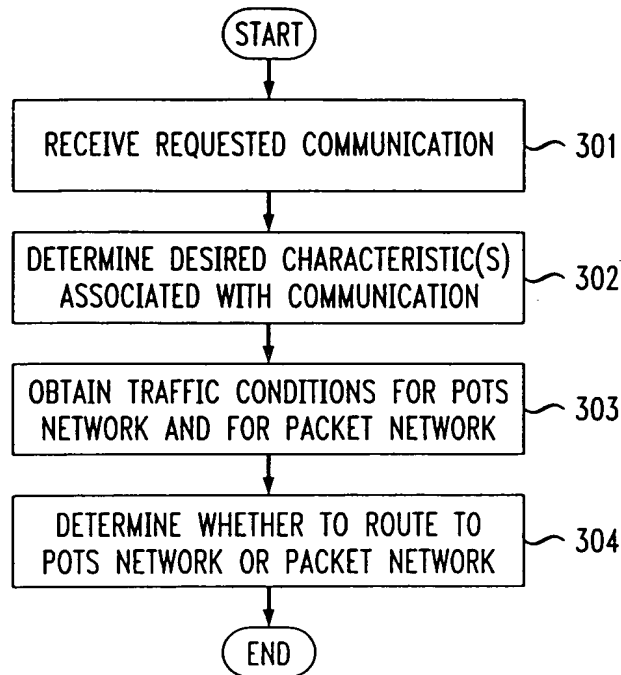 START
RECEIVE REQUESTED COMMUNICATION
301
DETERMINE DESIRED CHARACTERISTIC(S)
ASSOCIATED WITH COMMUNICATION
302
OBTAIN TRAFFIC CONDITIONS FOR POTS
NETWORK AND FOR PACKET NETWORK
303
DETERMINE WHETHER TO ROUTE TO
POTS NETWORK OR PACKET NETWORK
304
END